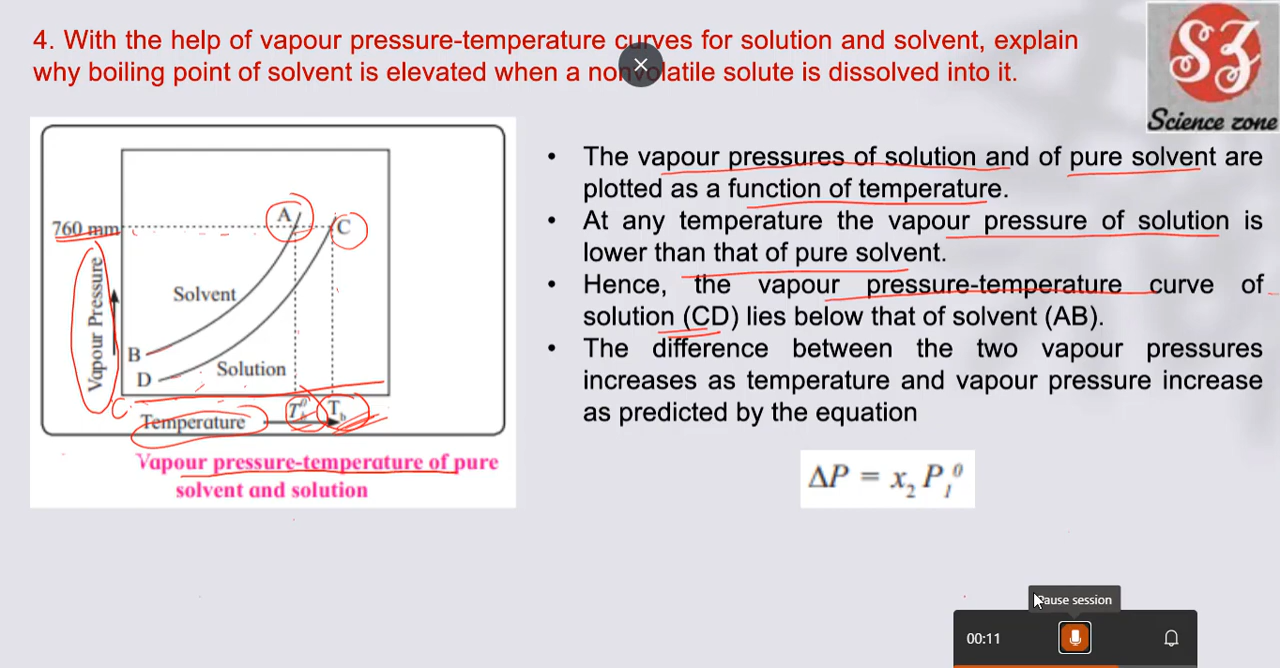 4. With the help of vapour pressure-temperature curves for solution and solvent, explain
why boiling point of solvent is elevated when a nonvolatile solute is dissolved into it.
SZ
Science zone
760 mm
A
C
Solvent
Vapour Pressure
B
D
Solution
Temperature
T⁰b Tb
Vapour pressure-temperature of pure
solvent and solution
• The vapour pressures of solution and of pure solvent are
plotted as a function of temperature.
• At any temperature the vapour pressure of solution is
lower than that of pure solvent.
• Hence, the vapour pressure-temperature curve of
solution (CD) lies below that of solvent (AB).
• The difference between the two vapour pressures
increases as temperature and vapour pressure increase
as predicted by the equation
ΔP = x₂ P₁⁰
Pause session
00:11